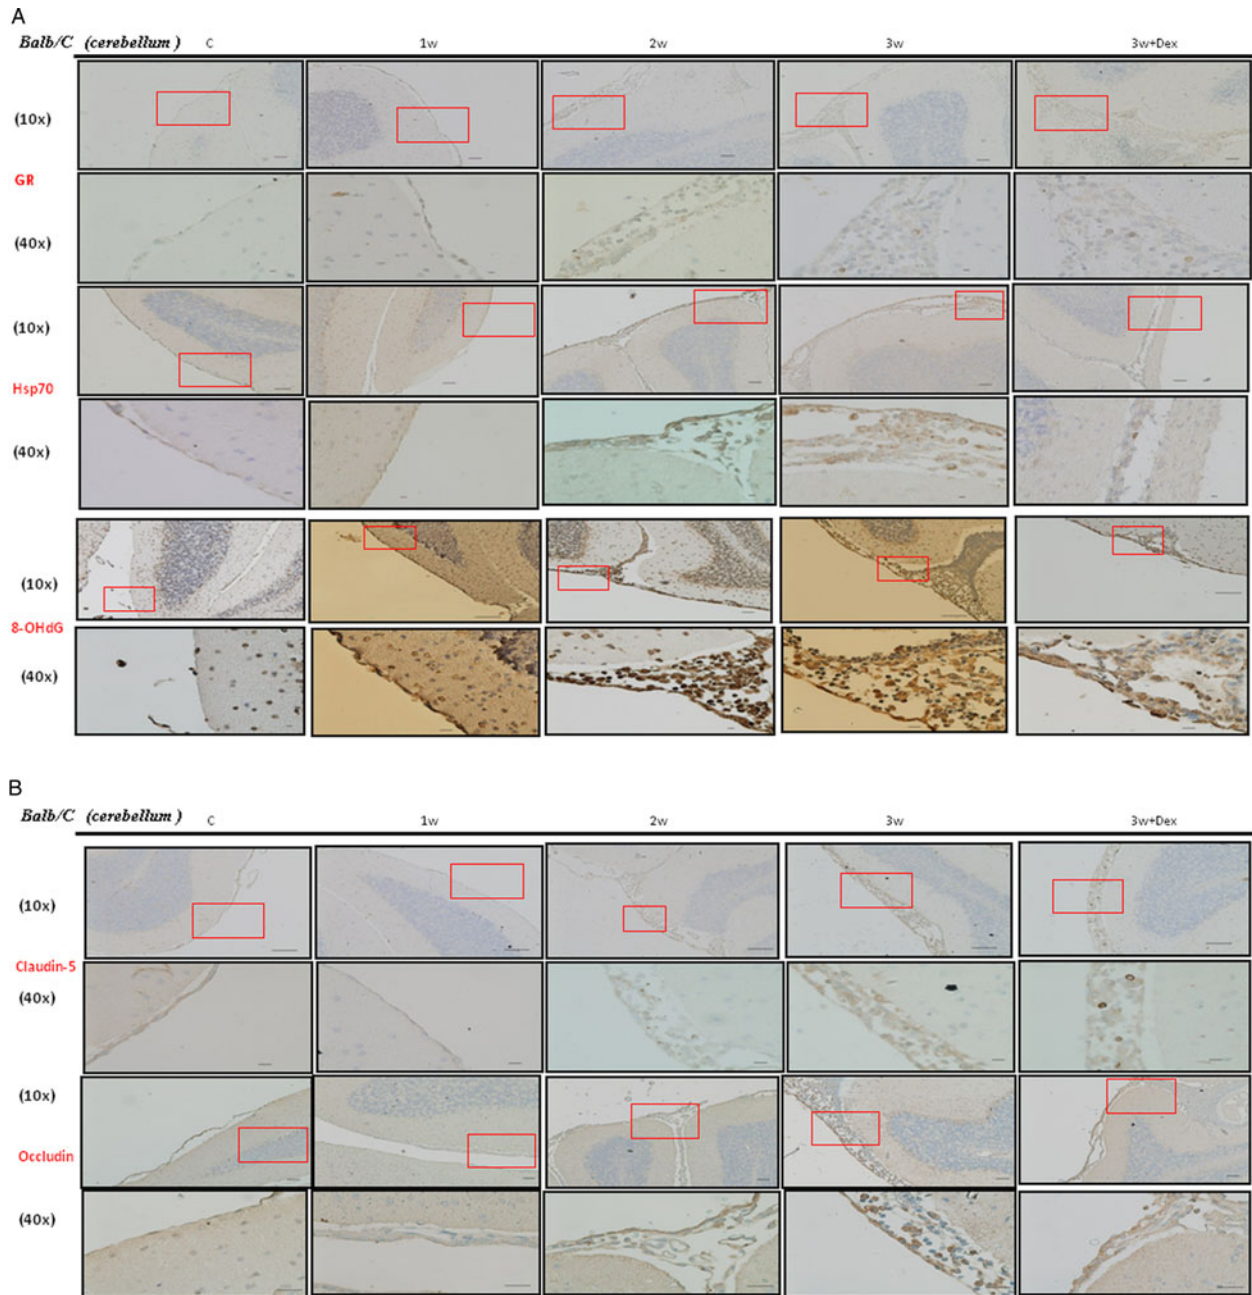 A
Balb/C (cerebellum) C 1w 2w 3w 3w+Dex
(10x)
GR
(40x)
(10x)
Hsp70
(40x)
(10x)
8-OHdG
(40x)
B
Balb/C (cerebellum) C 1w 2w 3w 3w+Dex
(10x)
Claudin-5
(40x)
(10x)
Occludin
(40x)